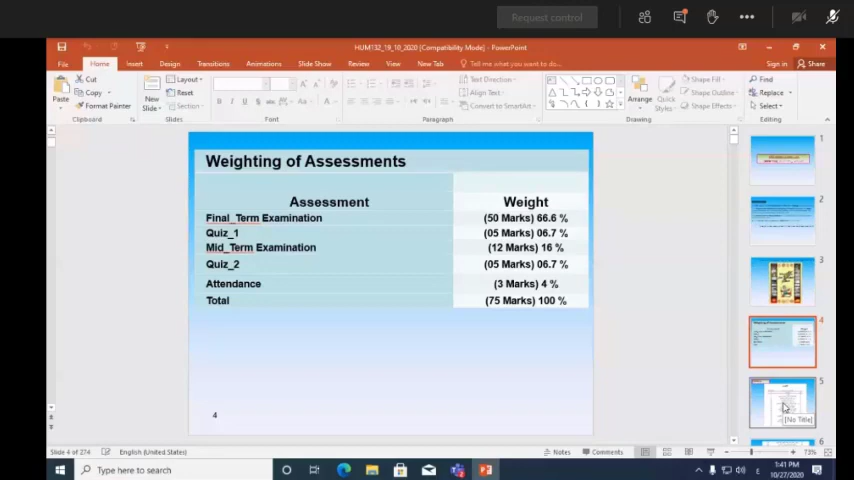 Request control
HUM132_19_10_2020 [Compatibility Mode] - PowerPoint
File Home Insert Design Transitions Animations Slide Show Review View New Tab Tell me what you want to do... Sign in Share
Paste
Cut
Copy
Format Painter
Clipboard
New Slide
Layout
Reset
Section
Slides
Font
Text Direction
Align Text
Convert to SmartArt
Paragraph
Arrange
Quick Styles
Shape Fill
Shape Outline
Shape Effects
Drawing
Find
Replace
Select
Editing
Weighting of Assessments
Assessment Weight
Final_Term Examination (50 Marks) 66.6 %
Quiz_1 (05 Marks) 06.7 %
Mid_Term Examination (12 Marks) 16 %
Quiz_2 (05 Marks) 06.7 %
Attendance (3 Marks) 4 %
Total (75 Marks) 100 %
4
1
2
3
4
5
[No Title]
6
Slide 4 of 274 English (United States) Notes Comments 73%
Type here to search
1:41 PM
10/27/2020